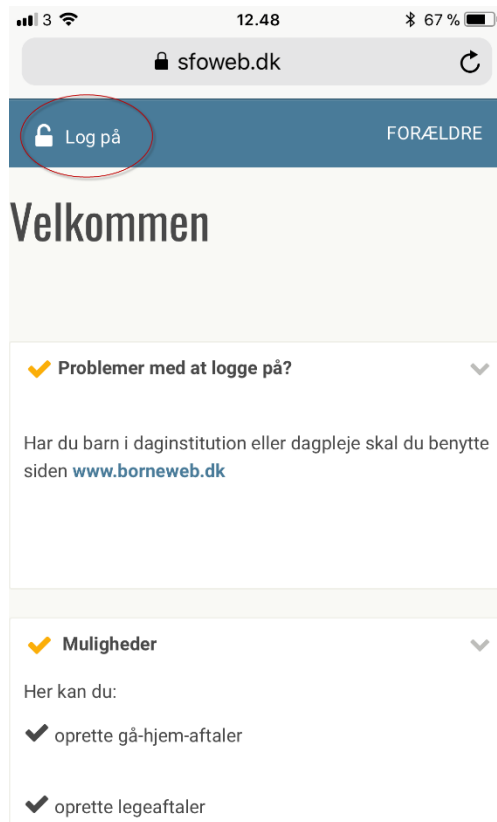 3
12.48
67 %
sfoweb.dk
Log på
FORÆLDRE
Velkommen
Problemer med at logge på?
Har du barn i daginstitution eller dagpleje skal du benytte
siden www.borneweb.dk
Muligheder
Her kan du:
oprette gå-hjem-aftaler
oprette legeaftaler